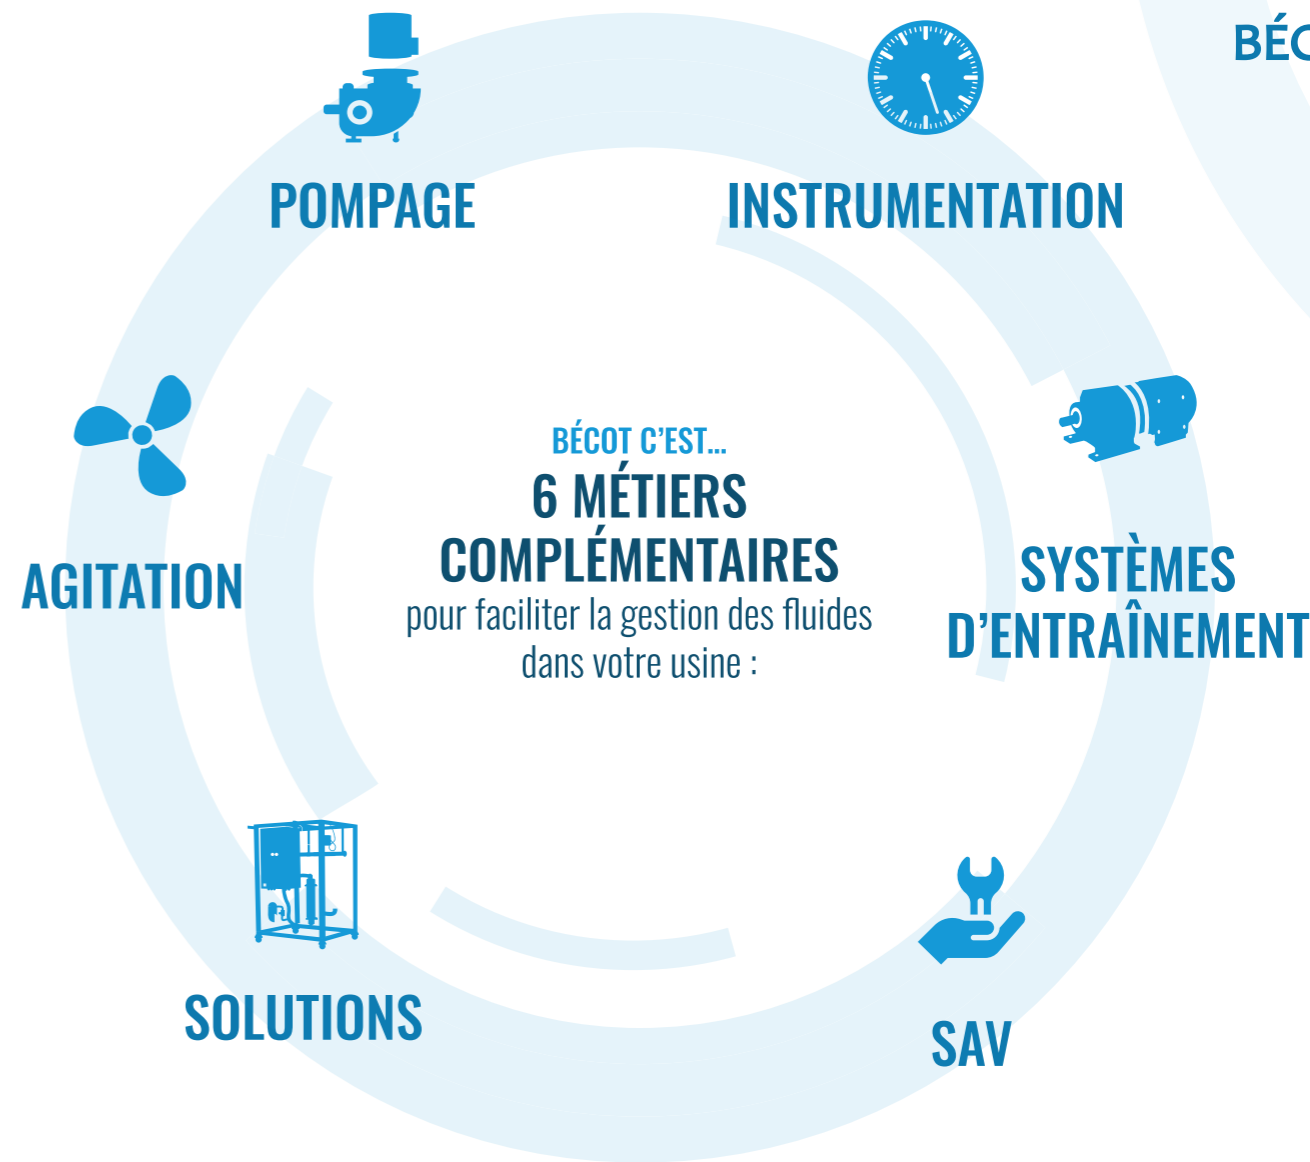 POMPAGE
INSTRUMENTATION
BÉCOT C'EST...
6 MÉTIERS
COMPLÉMENTAIRES
pour faciliter la gestion des fluides
dans votre usine :
AGITATION
SYSTÈMES
D'ENTRAÎNEMENT
SOLUTIONS
SAV